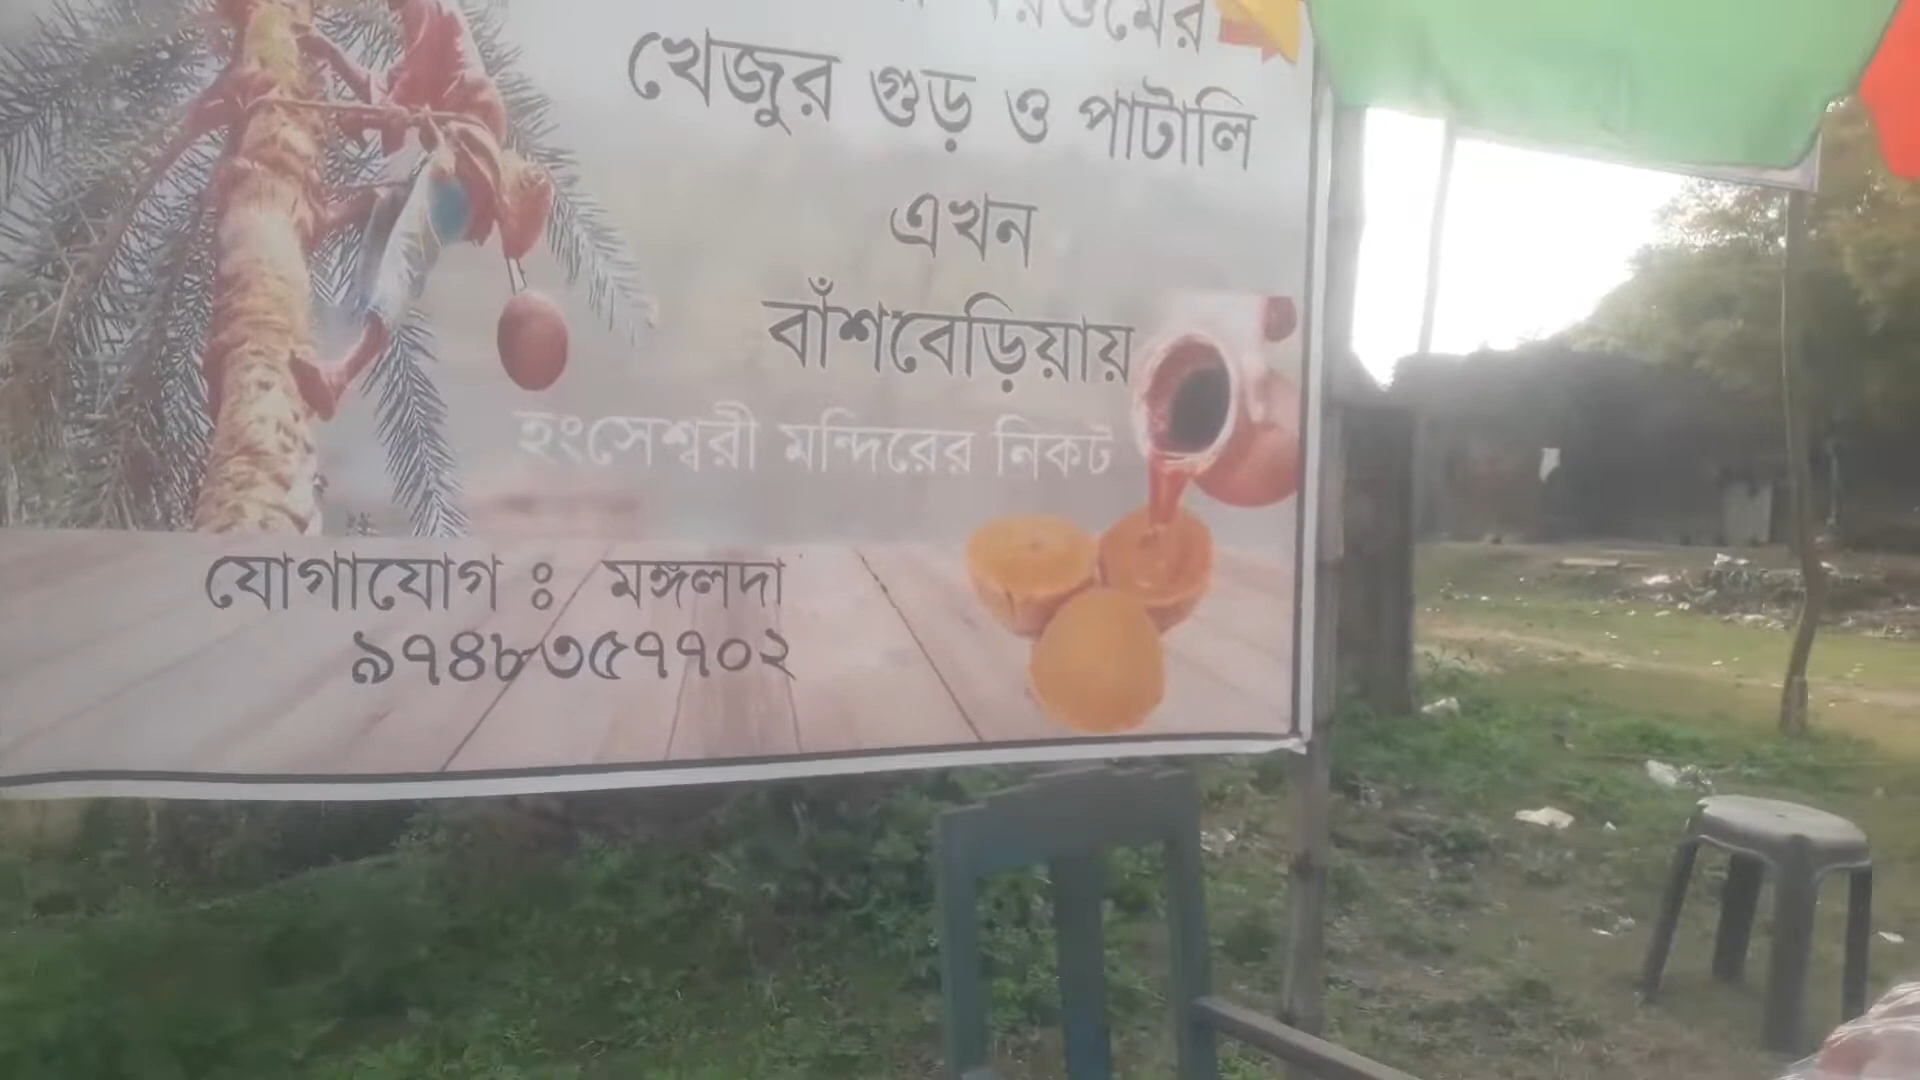 খেজুর গুড় ও পাটালি
এখন
বাঁশবেড়িয়ায়
হংসেশ্বরী মন্দিরের নিকট
যোগাযোগ ঃ মঙ্গলদা
৯৭৪৮৩৫৭৭০২